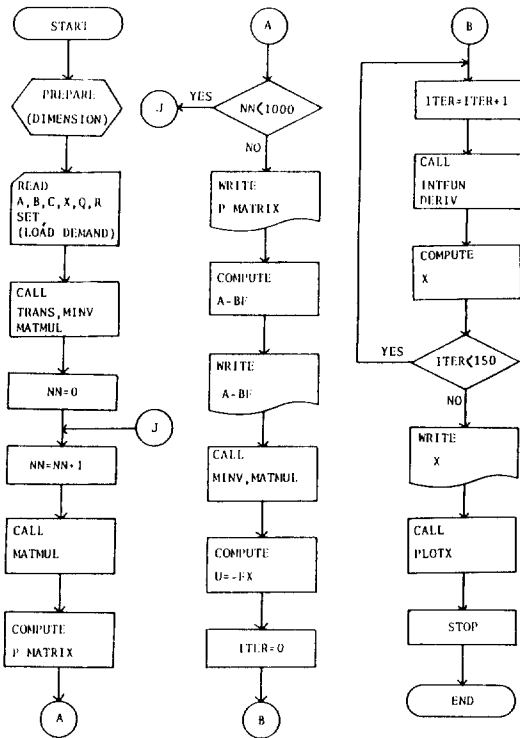 START
PREPARE
(DIMENSION)
READ
A,B,C,X,Q,R
SET,
(LOAD DEMAND)
CALL
TRANS,MINV
MATMUL
NN=0
J
NN=NN+1
CALL
MATMUL
COMPUTE
P MATRIX
A
A
NN<1000
YES
J
NO
WRITE
P MATRIX
COMPUTE
A-BF
WRITE
A-BF
CALL
MINV,MATMUL
COMPUTE
U=-FX
ITER=0
B
B
ITER=ITER+1
CALL
INTFUN
DERIV
COMPUTE
X
YES
ITER<150
NO
WRITE
X
CALL
PLOTX
STOP
END